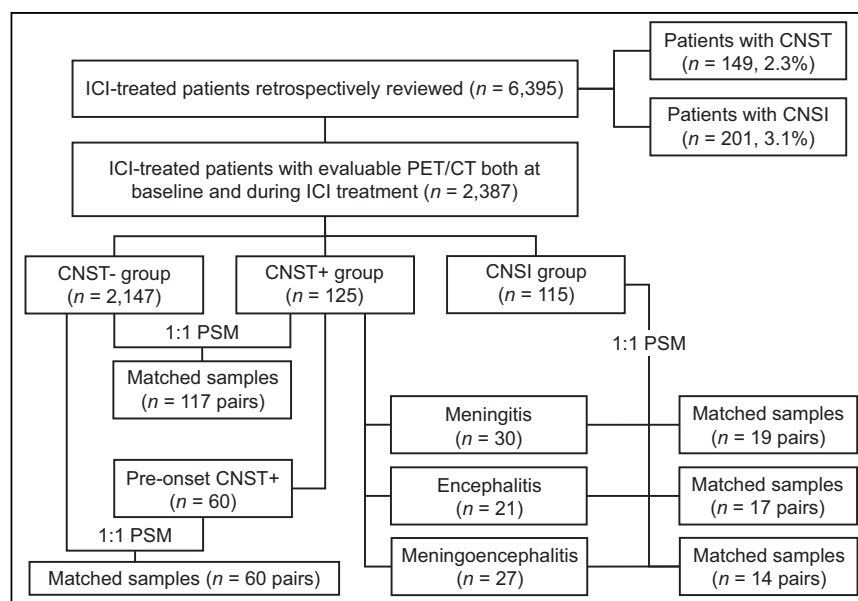 Patients with CNST
(n = 149, 2.3%)
ICI-treated patients retrospectively reviewed (n = 6,395)
Patients with CNSI
(n = 201, 3.1%)
ICI-treated patients with evaluable PET/CT both at
baseline and during ICI treatment (n = 2,387)
CNST- group
(n = 2,147)
CNST+ group
(n = 125)
CNSI group
(n = 115)
1:1 PSM
1:1 PSM
Matched samples
(n = 117 pairs)
Meningitis
(n = 30)
Matched samples
(n = 19 pairs)
Pre-onset CNST+
(n = 60)
Encephalitis
(n = 21)
Matched samples
(n = 17 pairs)
1:1 PSM
Meningoencephalitis
(n = 27)
Matched samples
(n = 14 pairs)
Matched samples (n = 60 pairs)